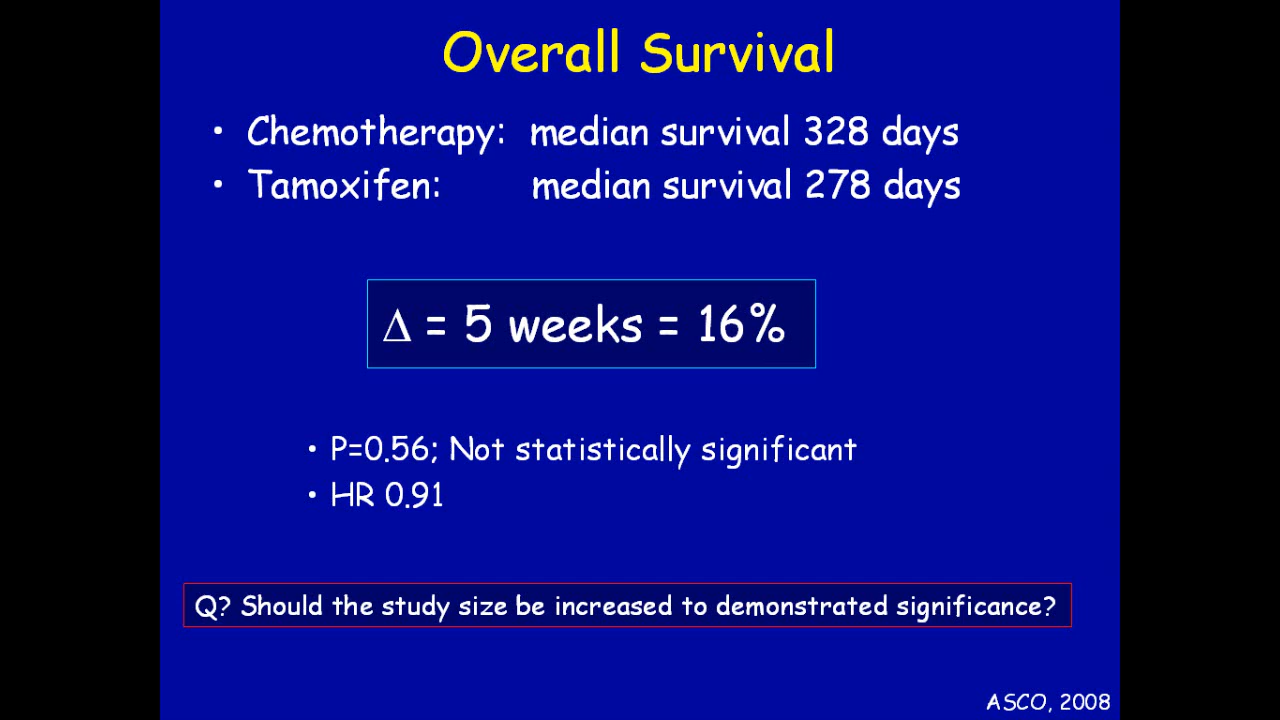 Overall Survival
• Chemotherapy: median survival 328 days
• Tamoxifen: median survival 278 days
Δ = 5 weeks = 16%
• P=0.56; Not statistically significant
• HR 0.91
Q? Should the study size be increased to demonstrated significance?
ASCO, 2008